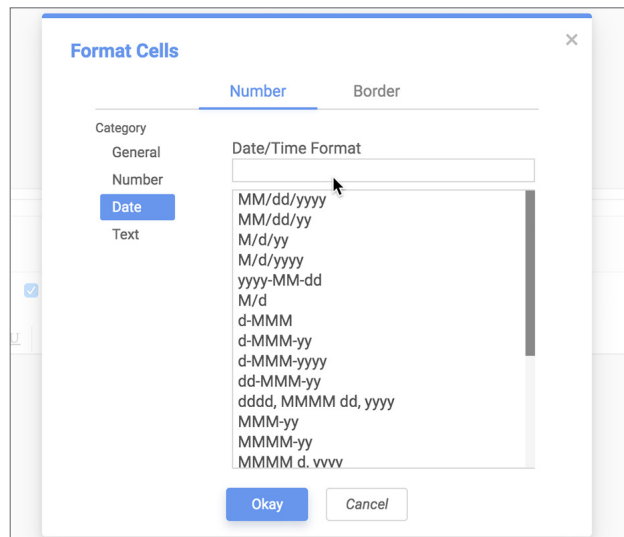 Format Cells
×
Number Border
Category
General
Number
Date
Text
Date/Time Format
MM/dd/yyyy
MM/dd/yy
M/d/yy
M/d/yyyy
yyyy-MM-dd
M/d
d-MMM
d-MMM-yy
d-MMM-yyyy
dd-MMM-yy
dddd, MMMM dd, yyyy
MMM-yy
MMMM-yy
MMMM d, yyyy
U
Okay Cancel